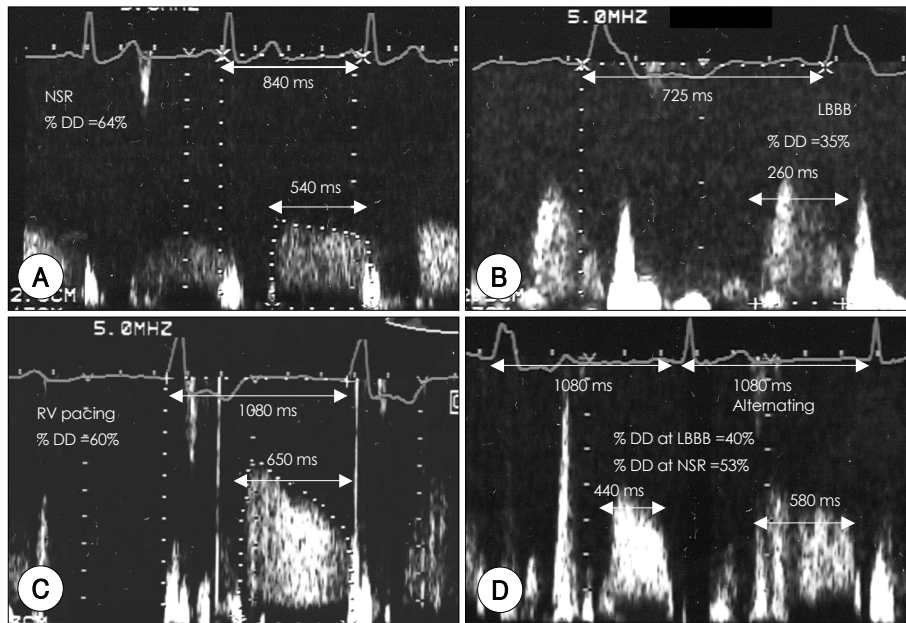 5.0MHZ
840 ms
NSR
% DD =64%
540 ms
A
5.0MHZ
725 ms
LBBB
% DD =35%
260 ms
B
5.0MHZ
1080 ms
RV pacing
% DD =60%
650 ms
C
1080 ms
1080 ms
Alternating
% DD at LBBB =40%
% DD at NSR =53%
440 ms
580 ms
D